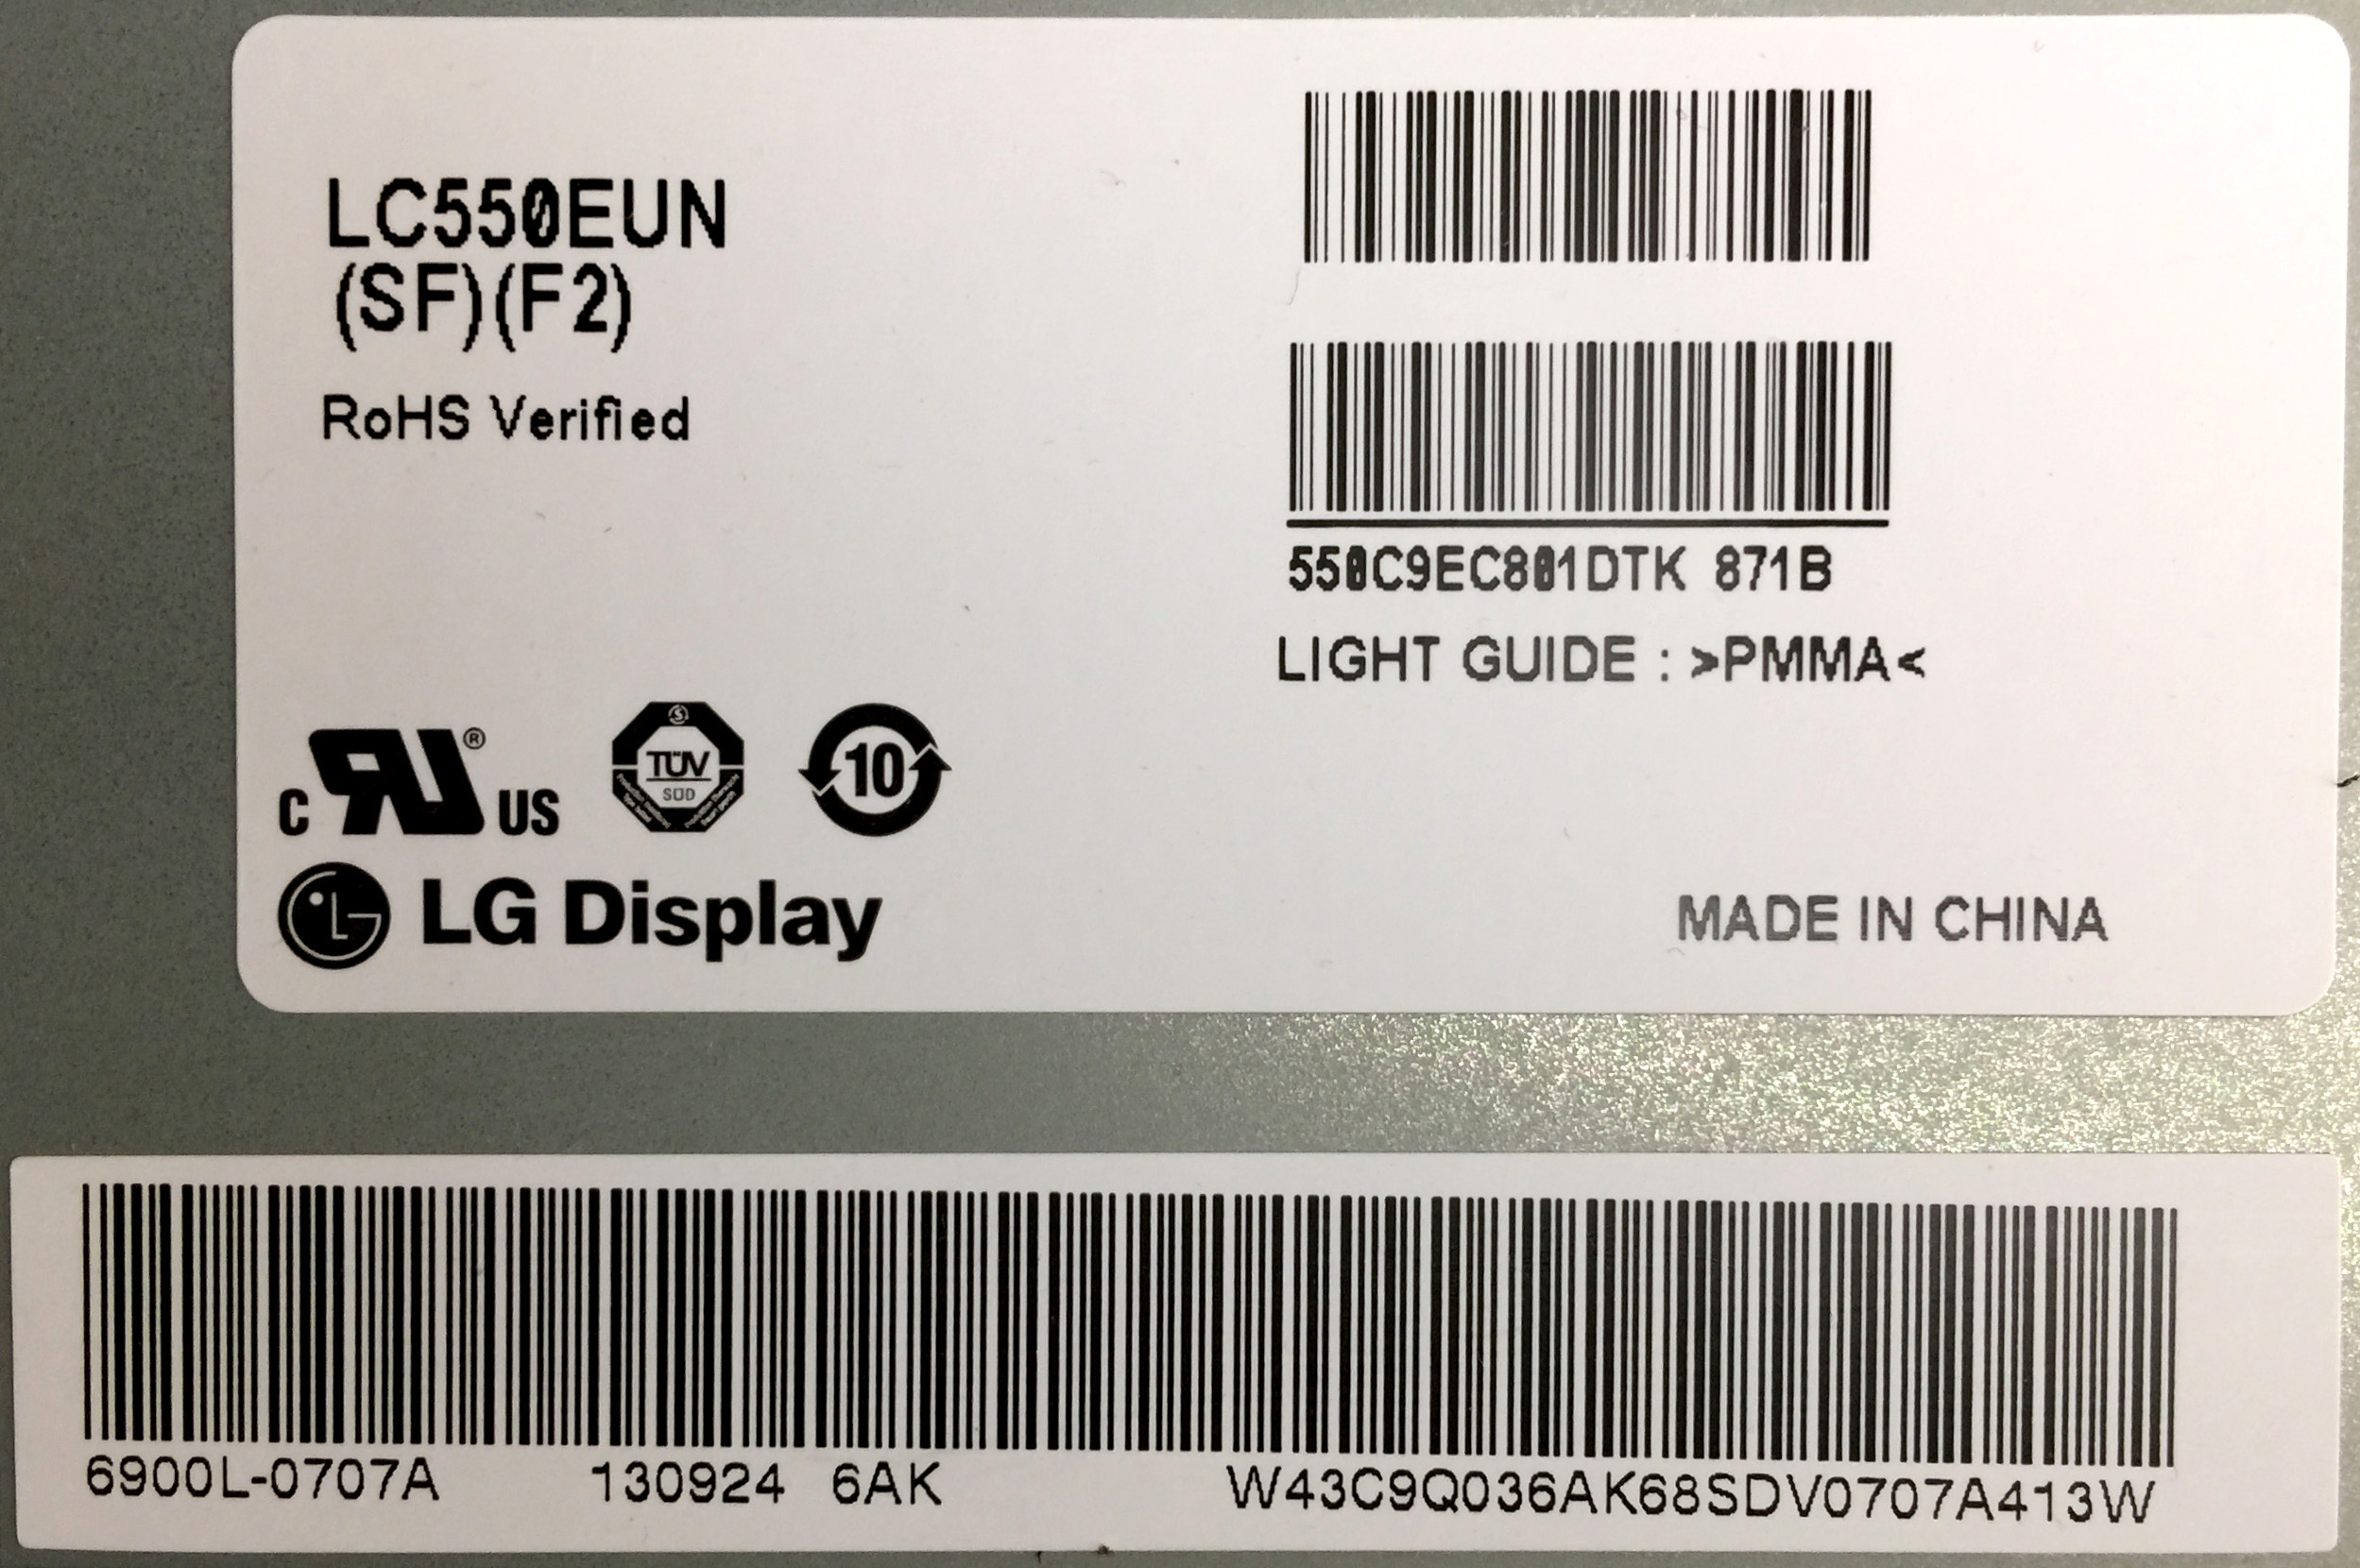 LC550EUN
(SF)(F2)
RoHS Verified
550C9EC801DTK 871B
LIGHT GUIDE : >PMMA<
C RU® US
TÜV
SÜD
10
LG Display
MADE IN CHINA
6900L-0707A 130924 6AK W43C9Q036AK68SDV0707A413W